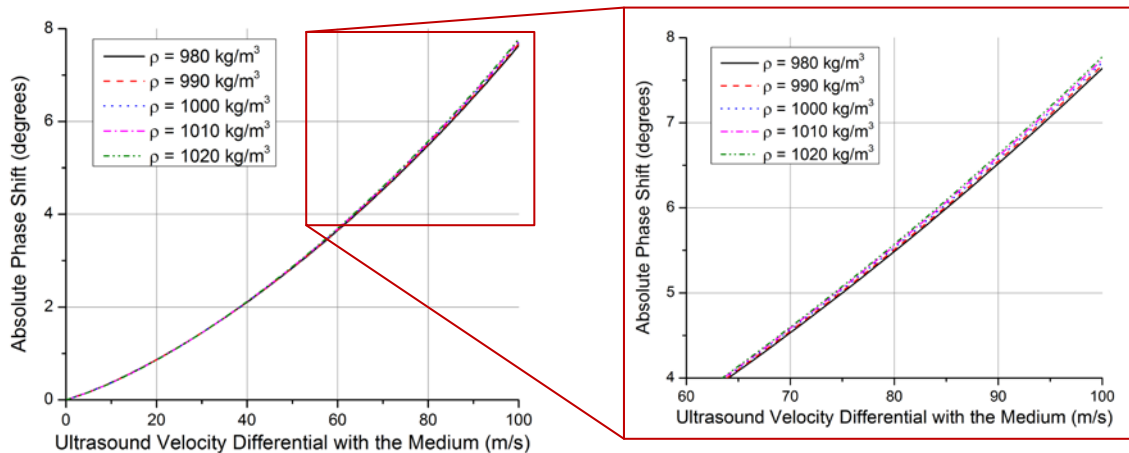 Absolute Phase Shift (degrees)
8
6
4
2
0
ρ = 980 kg/m³
ρ = 990 kg/m³
ρ = 1000 kg/m³
ρ = 1010 kg/m³
ρ = 1020 kg/m³
0 20 40 60 80 100
Ultrasound Velocity Differential with the Medium (m/s)
Absolute Phase Shift (degrees)
8
7
6
5
4
ρ = 980 kg/m³
ρ = 990 kg/m³
ρ = 1000 kg/m³
ρ = 1010 kg/m³
ρ = 1020 kg/m³
60 70 80 90 100
Ultrasound Velocity Differential with the Medium (m/s)